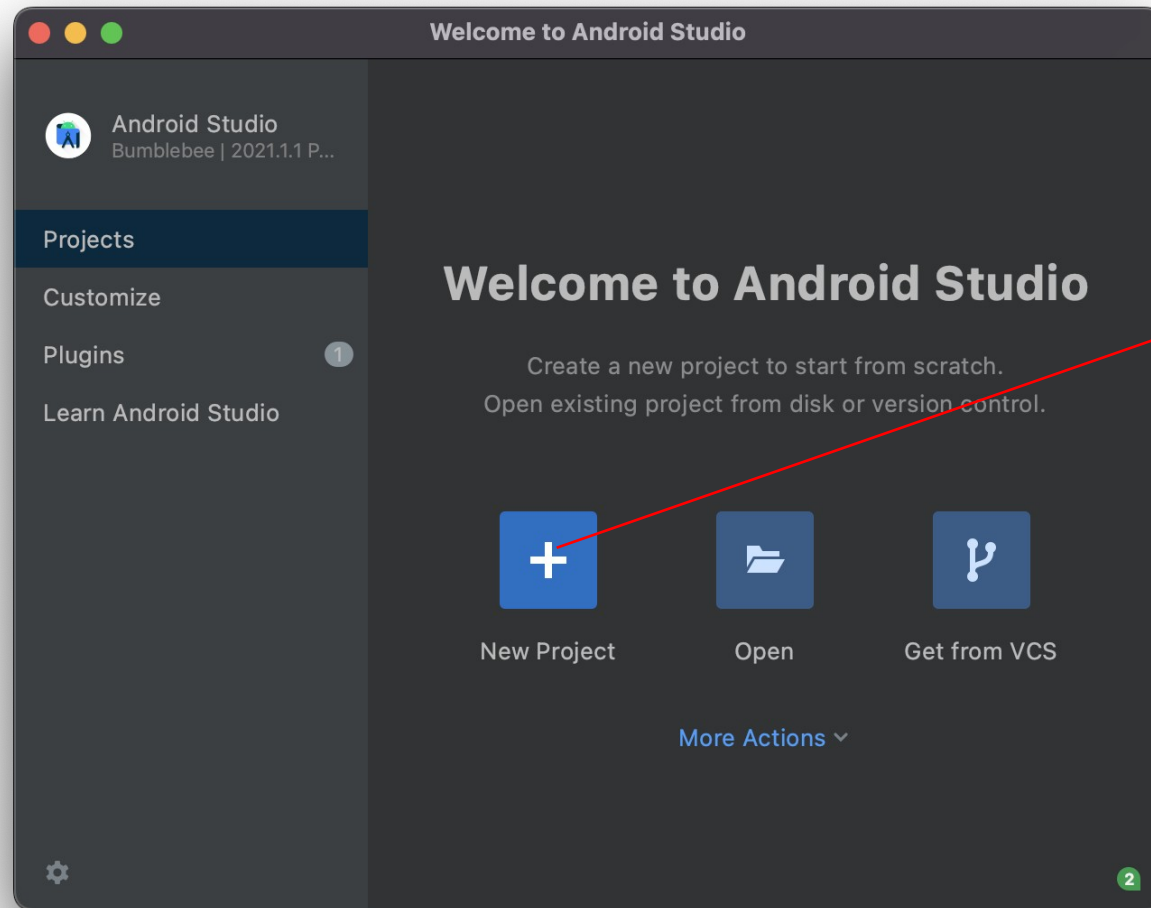 Welcome to Android Studio
Android Studio
Bumblebee | 2021.1.1 P...
Projects
Customize
Plugins 1
Learn Android Studio
Welcome to Android Studio
Create a new project to start from scratch.
Open existing project from disk or version control.
New Project Open Get from VCS
More Actions
2